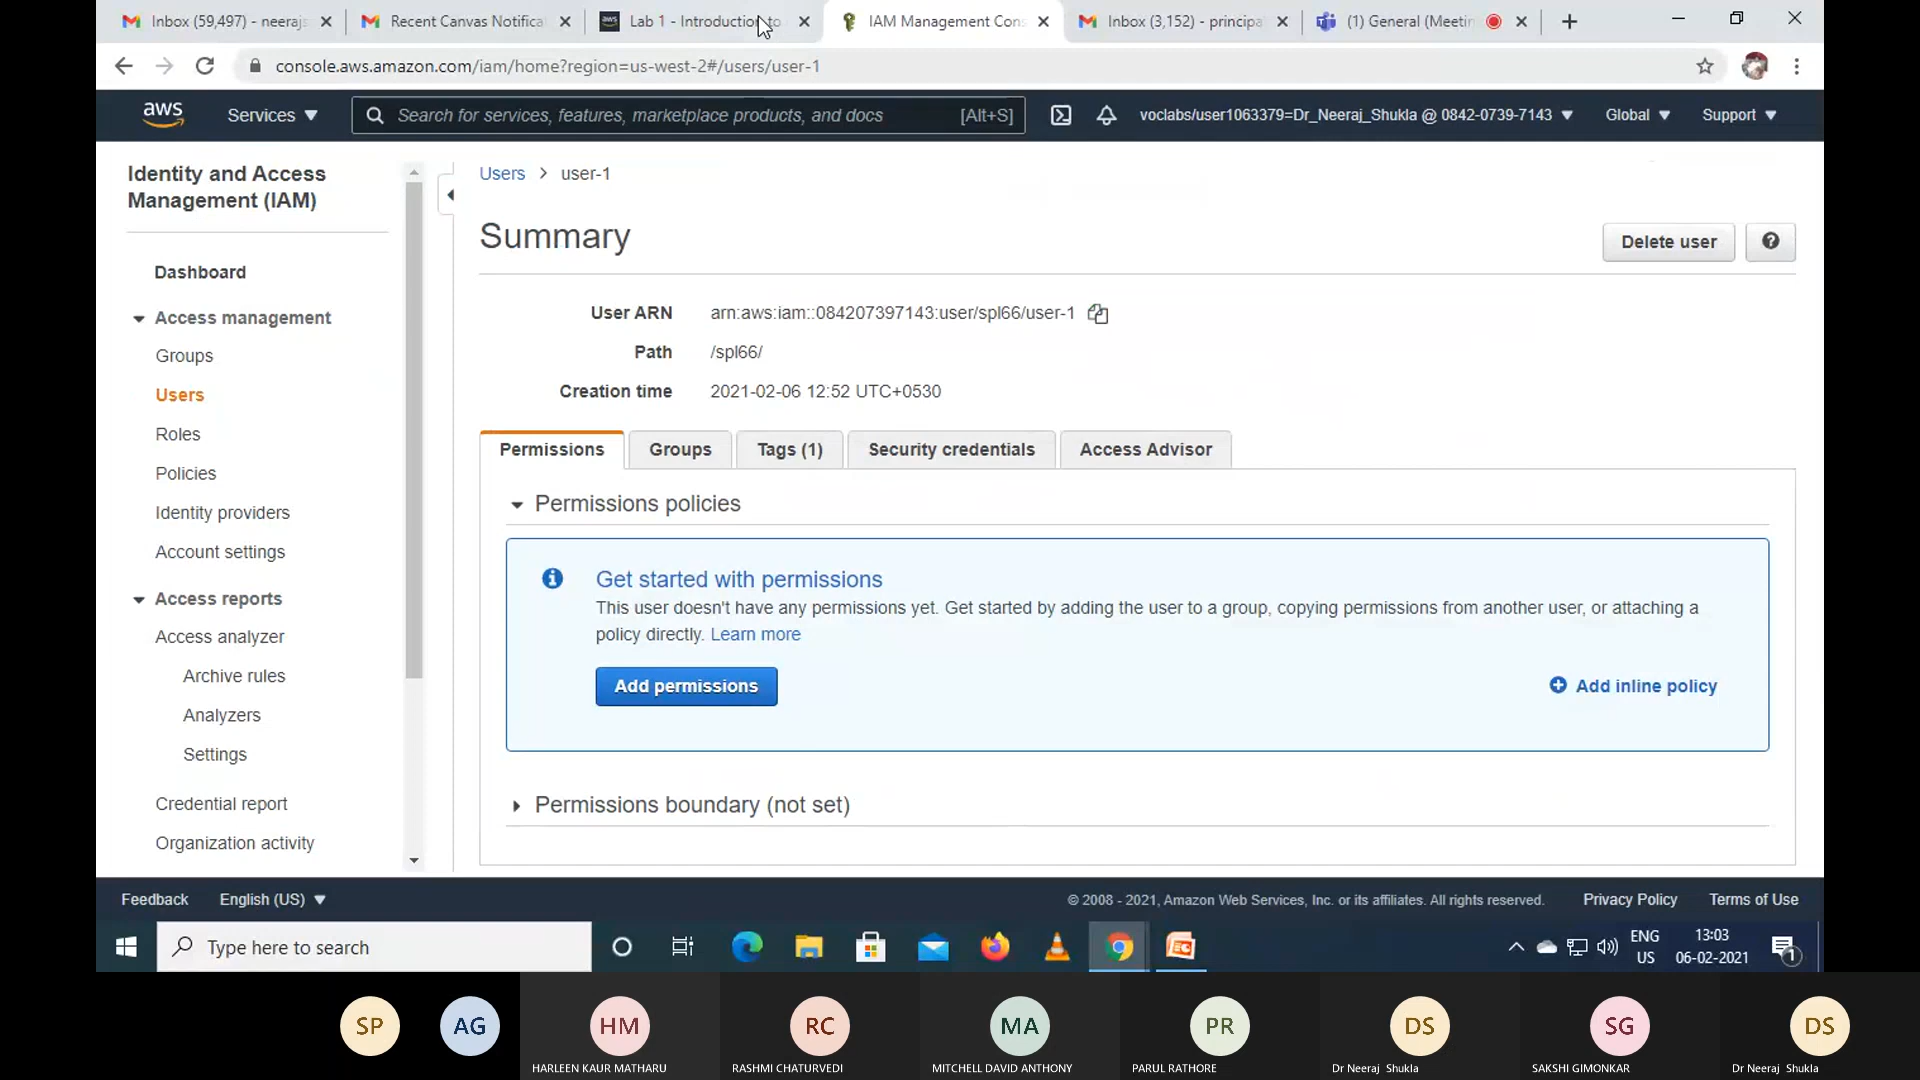 Inbox (59,497) - neeraj
Recent Canvas Notifica
aws
Lab 1 - Introduction to
IAM Management Cons
Inbox (3,152) - principa
(1) General (Meetin
console.aws.amazon.com/iam/home?region=us-west-2#/users/user-1
aws
Services
Search for services, features, marketplace products, and docs
[Alt+S]
voclabs/user1063379=Dr_Neeraj_Shukla @ 0842-0739-7143
Global
Support
Identity and Access
Management (IAM)
Dashboard
Access management
Groups
Users
Roles
Policies
Identity providers
Account settings
Access reports
Access analyzer
Archive rules
Analyzers
Settings
Credential report
Organization activity
Users > user-1
Summary
Delete user
User ARN
arn:aws:iam::084207397143:user/spl66/user-1
Path
/spl66/
Creation time
2021-02-06 12:52 UTC+0530
Permissions
Groups
Tags (1)
Security credentials
Access Advisor
Permissions policies
Get started with permissions
This user doesn't have any permissions yet. Get started by adding the user to a group, copying permissions from another user, or attaching a
policy directly. Learn more
Add permissions
Add inline policy
Permissions boundary (not set)
Feedback
English (US)
© 2008 - 2021, Amazon Web Services, Inc. or its affiliates. All rights reserved.
Privacy Policy
Terms of Use
Type here to search
ENG
US
13:03
06-02-2021
1
SP
AG
HM
RC
MA
PR
DS
SG
DS
HARLEEN KAUR MATHARU
RASHMI CHATURVEDI
MITCHELL DAVID ANTHONY
PARUL RATHORE
Dr Neeraj Shukla
SAKSHI GIMONKAR
Dr Neeraj Shukla